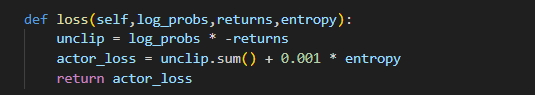 def loss(self,log_probs,returns,entropy):
unclip = log_probs * -returns
actor_loss = unclip.sum() + 0.001 * entropy
return actor_loss